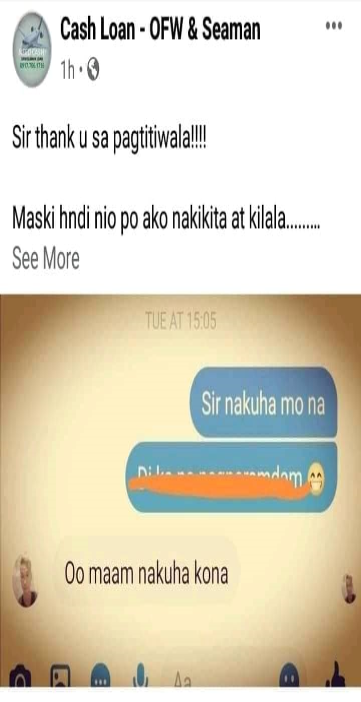 Cash Loan - OFW & Seaman
1h
Sir thank u sa pagtitiwala!!!!
Maski hndi nio po ako nakikita at kilala.........
See More
TUE AT 15:05
Sir nakuha mo na
Oo maam nakuha kona
Aa